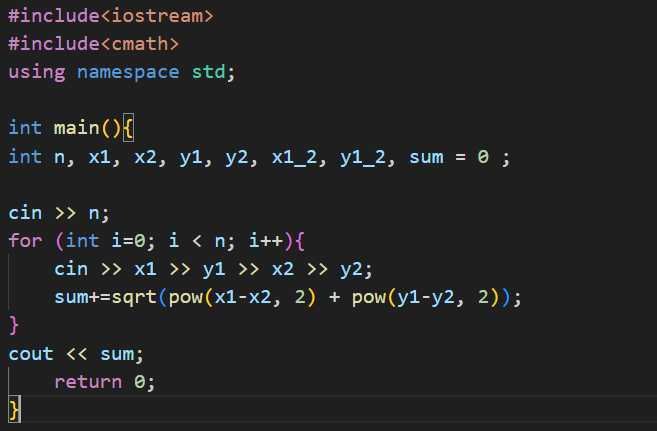 #include<iostream>
#include<cmath>
using namespace std;
int main(){
int n, x1, x2, y1, y2, x1_2, y1_2, sum = 0 ;
cin >> n;
for (int i=0; i < n; i++){
cin >> x1 >> y1 >> x2 >> y2;
sum+=sqrt(pow(x1-x2, 2) + pow(y1-y2, 2));
}
cout << sum;
return 0;
}